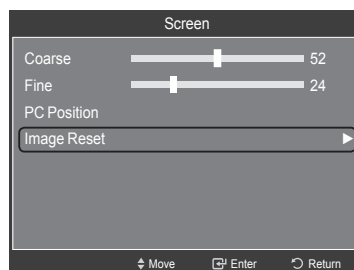 Screen
Coarse 52
Fine 24
PC Position
Image Reset
Move Enter Return